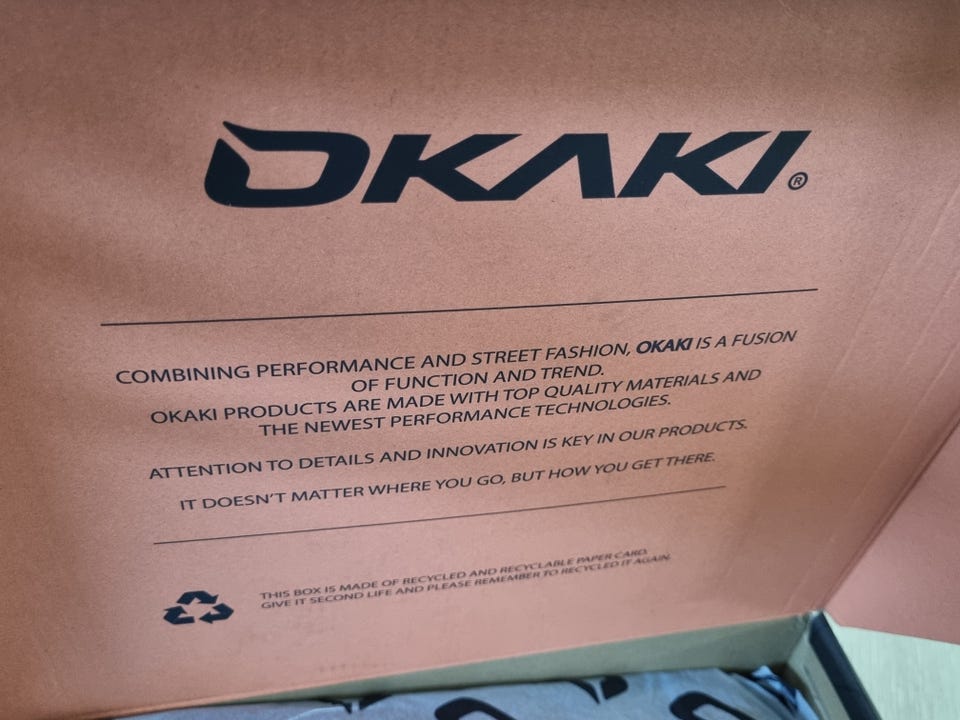 OKAKI®
COMBINING PERFORMANCE AND STREET FASHION, OKAKI IS A FUSION
OF FUNCTION AND TREND.
OKAKI PRODUCTS ARE MADE WITH TOP QUALITY MATERIALS AND
THE NEWEST PERFORMANCE TECHNOLOGIES.
ATTENTION TO DETAILS AND INNOVATION IS KEY IN OUR PRODUCTS.
IT DOESN'T MATTER WHERE YOU GO, BUT HOW YOU GET THERE.
THIS BOX IS MADE OF RECYCLED AND RECYCLABLE PAPER CARD.
GIVE IT SECOND LIFE AND PLEASE REMEMBER TO RECYCLED IT AGAIN.